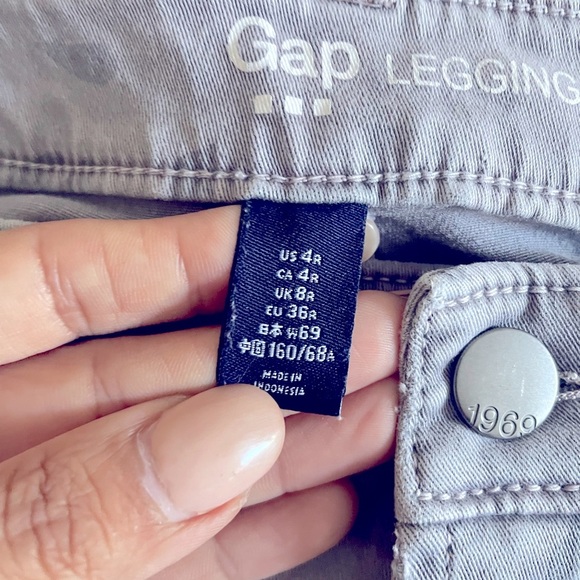 Gap LEGGING
US 4R
CA 4R
UK 8R
EU 36R
日本 W69
中国 160/68A
MADE IN
INDONESIA
1969